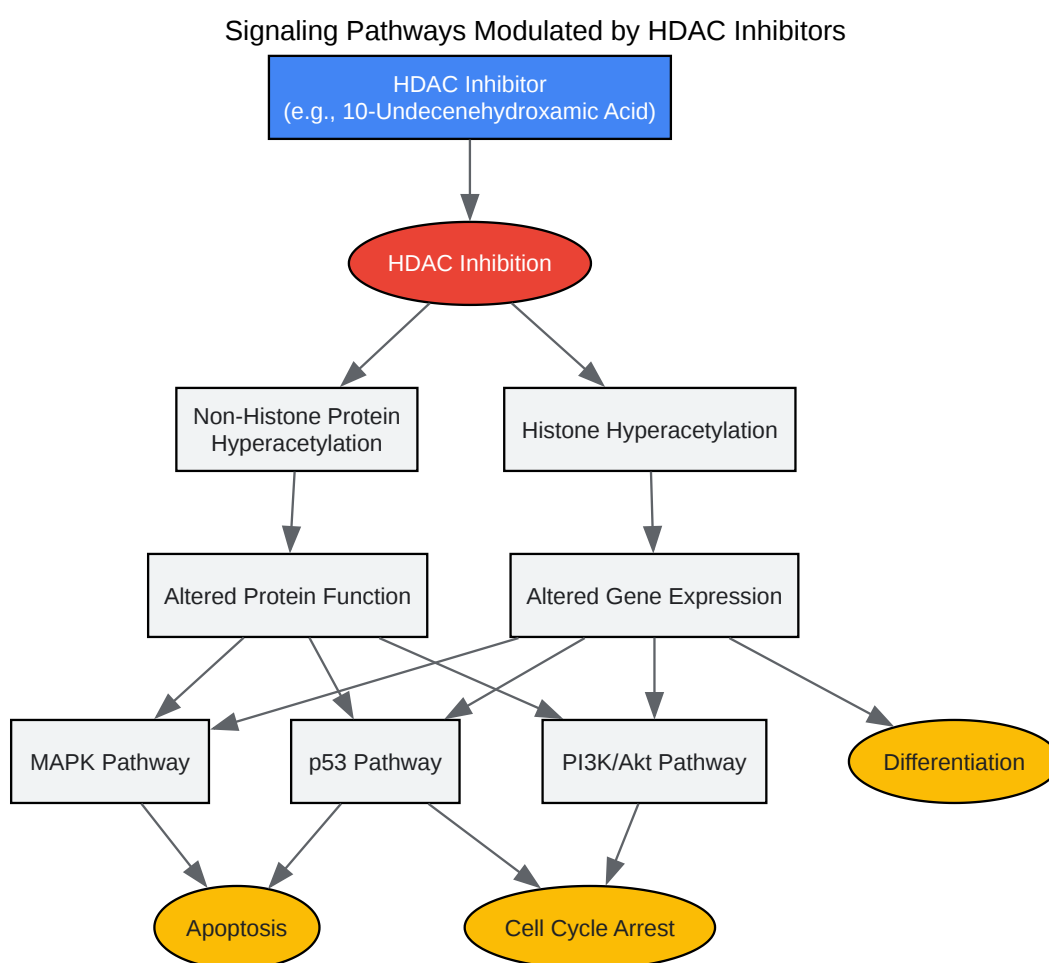 Signaling Pathways Modulated by HDAC Inhibitors
HDAC Inhibitor
(e.g., 10-Undecenehydroxamic Acid)
HDAC Inhibition
Non-Histone Protein
Hyperacetylation
Histone Hyperacetylation
Altered Protein Function
Altered Gene Expression
MAPK Pathway
p53 Pathway
PI3K/Akt Pathway
Differentiation
Apoptosis
Cell Cycle Arrest